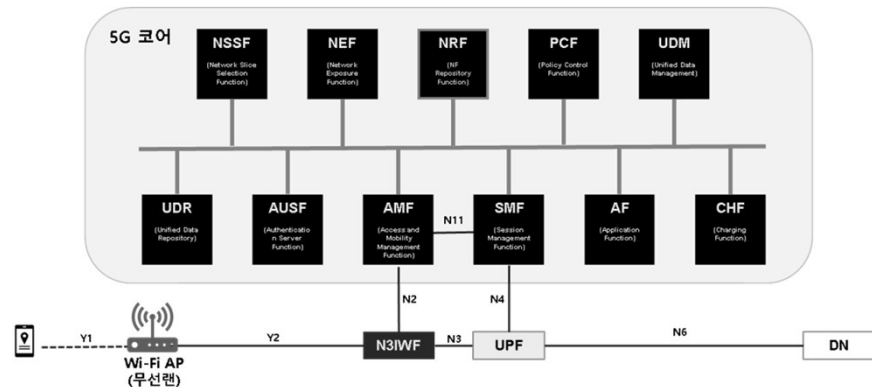 5G 코어
NSSF
(Network Slice
Selection
Function)
NEF
(Network
Exposure
Function)
NRF
(NF
Repository
Function)
PCF
(Policy Control
Function)
UDM
(Unified Data
Management)
UDR
(Unified Data
Repository)
AUSF
(Authenticatio
n Server
Function)
AMF
(Access and
Mobility
Management
Function)
N11
SMF
(Session
Management
Function)
AF
(Application
Function)
CHF
(Charging
Function)
N2
N4
Y1
Wi-Fi AP
(무선랜)
Y2
N3IWF
N3
UPF
N6
DN